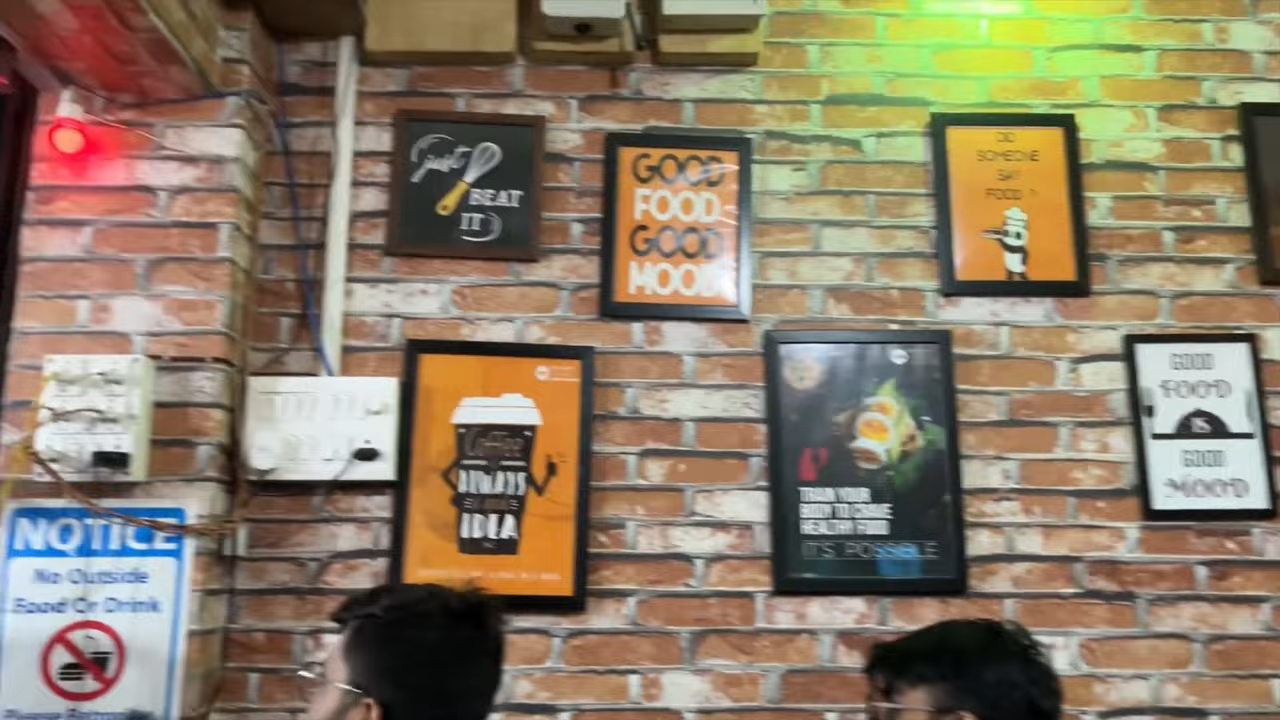 Just
BEAT
IT
GOOD
FOOD
GOOD
MOOD
DID
SOMEONE
SAY
FOOD ?
Coffee
ALWAYS
IDEA
TRAIN YOUR
BODY TO CRAVE
HEALTHY FOOD
IT'S POSSIBLE
GOOD
FOOD
IS
GOOD
MOOD
NOTICE
No Outside
Food Or Drink